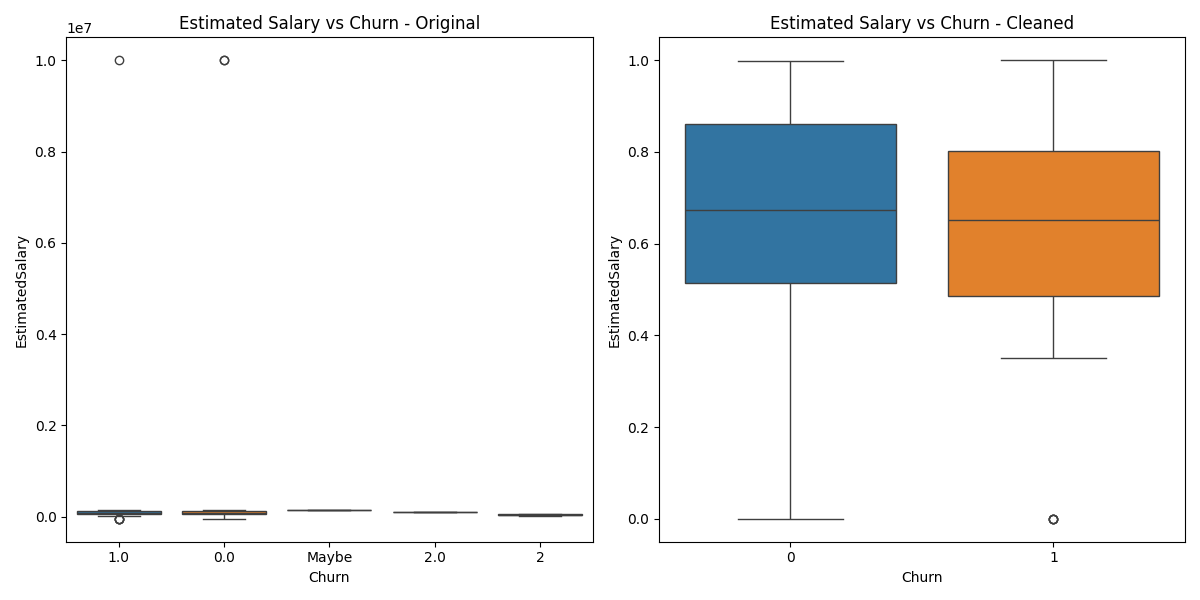 Estimated Salary vs Churn - Original
1e7
1.0
0.8
0.6
0.4
0.2
0.0
EstimatedSalary
1.0 0.0 Maybe 2.0 2
Churn
Estimated Salary vs Churn - Cleaned
1.0
0.8
0.6
0.4
0.2
0.0
EstimatedSalary
0 1
Churn